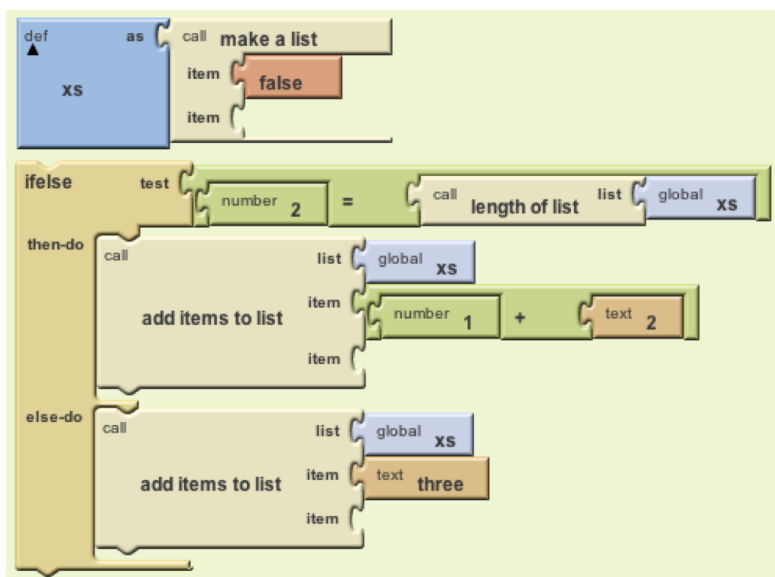 def as call make a list
item false
xs
item
ifelse test number 2 = call length of list list global xs
then-do call list global xs
item number 1 + text 2
add items to list
item
else-do call list global xs
item text three
add items to list
item